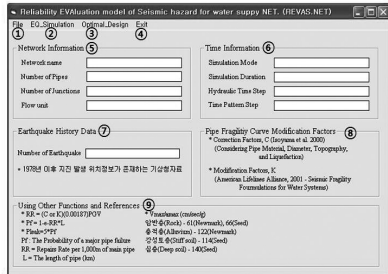 Reliability EVAluation model of Seismic hazard for water suppy NET. (REVAS.NET)
File EQ_Simulation Optimal_Design Exit
① ② ③ ④
Network Information ⑤
Network name
Number of Pipes
Number of Junctions
Flow unit
Time Information ⑥
Simulation Mode
Simulation Duration
Hydraulic Time Step
Time Pattern Step
Earthquake History Data ⑦
Number of Earthquake
* 1978년 이후 지진 발생 위치정보가 존재하는 기상청자료
Pipe Fragility Curve Modification Factors ⑧
* Correction Factors, C (Isoyama et al. 2000)
(Considering Pipe Material, Diameter, Topography,
and Liquefaction)
* Modification Factors, K
(American Lifelines Alliance, 2001 - Seismic Fragility
Formulations for Water Systems)
Using Other Functions and References ⑨
* RR = (C or K)(0.00187)PGV
* Pf = 1-e-RR*L
* Pleak=5*Pf
Pf : The Probability of a major pipe failure
RR = Repairs Rate per 1,000m of main pipe
L = The length of pipe (km)
* Vmax/amax (cm/sec/g)
암반층(Rock) - 61(Newmark), 66(Seed)
충적층(Alluvium) - 122(Newmark)
강성토층(Stiff soil) - 114(Seed)
심층(Deep soil) - 140(Seed)